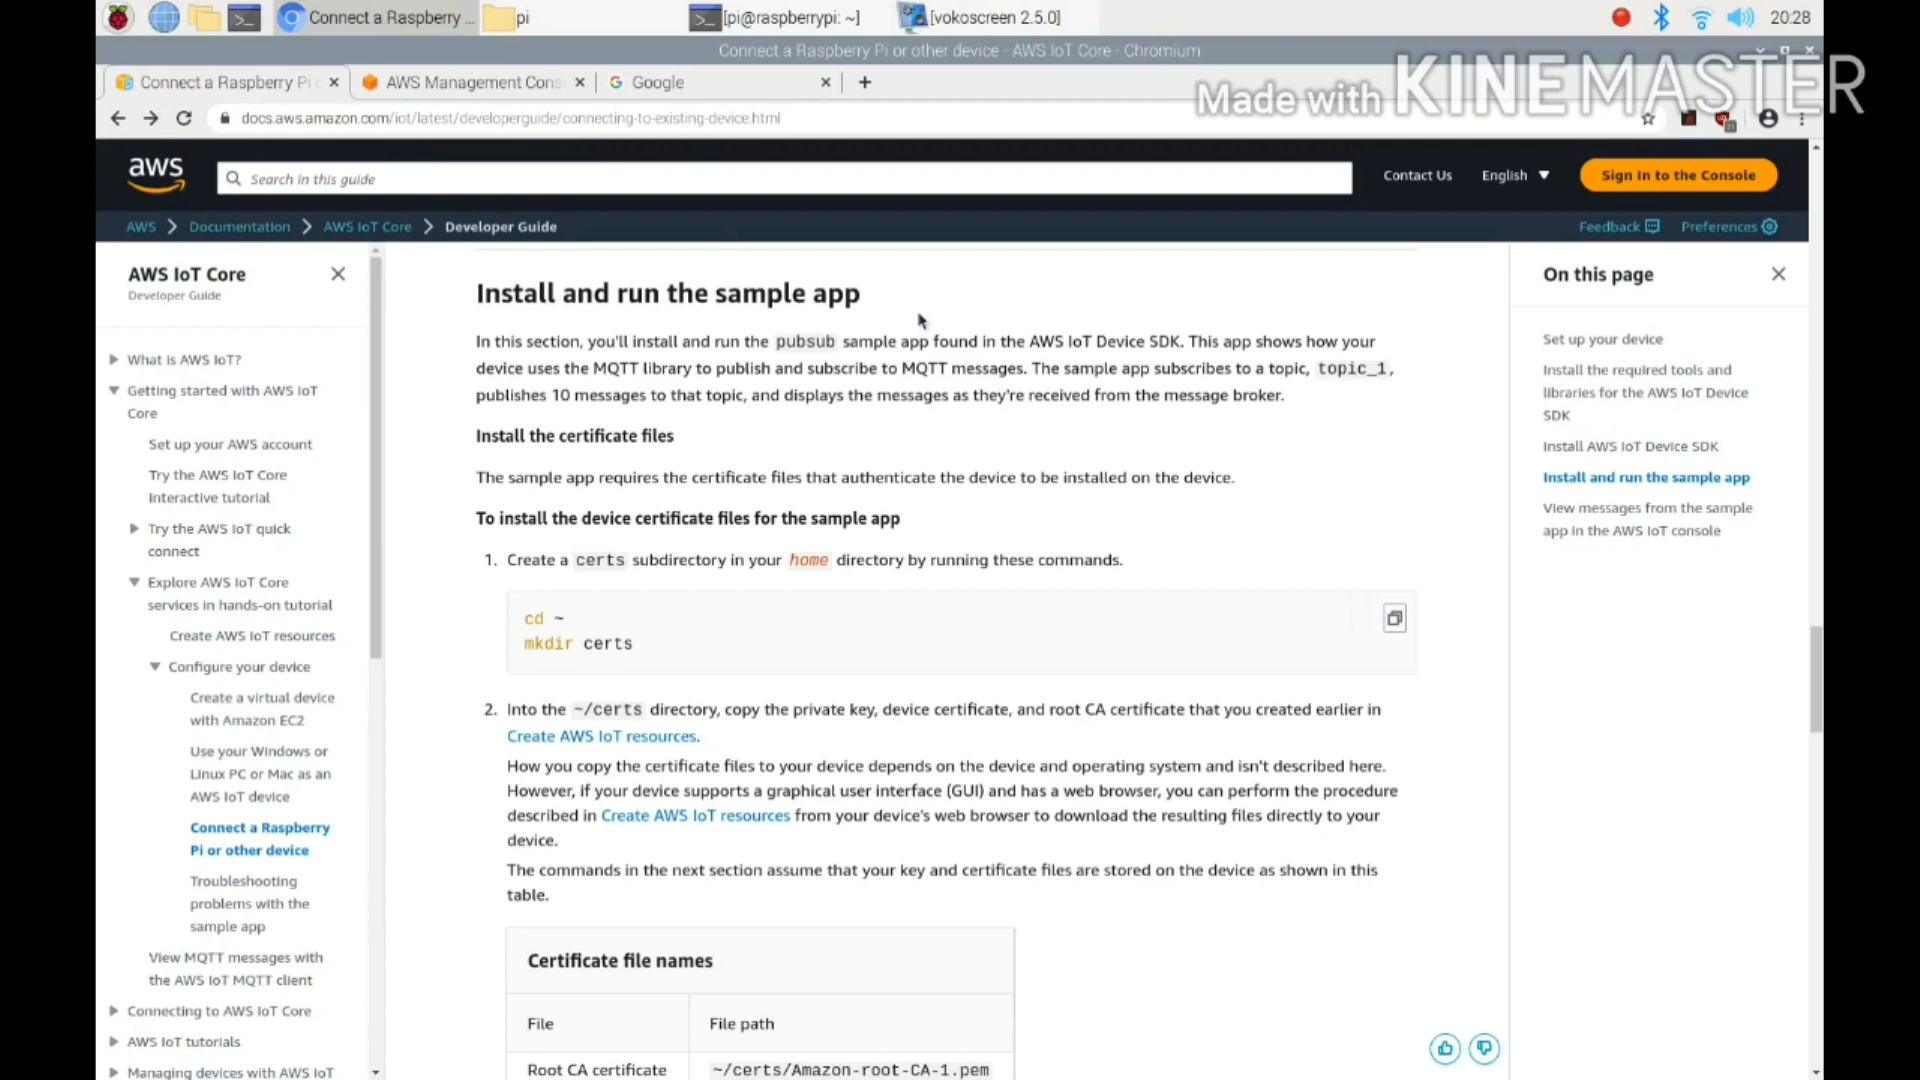 Connect a Raspberry ...
pi
[pi@raspberrypi: ~]
[vokoscreen 2.5.0]
20:28
Connect a Raspberry Pi or other device - AWS IoT Core - Chromium
Connect a Raspberry Pi
AWS Management Cons
Google
Made with KINEMASTER
docs.aws.amazon.com/iot/latest/developerguide/connecting-to-existing-device.html
aws
Search in this guide
Contact Us
English
Sign In to the Console
AWS
Documentation
AWS IoT Core
Developer Guide
Feedback
Preferences
AWS IoT Core
Developer Guide
What is AWS IoT?
Getting started with AWS IoT
Core
Set up your AWS account
Try the AWS IoT Core
Interactive tutorial
Try the AWS IoT quick
connect
Explore AWS IoT Core
services in hands-on tutorial
Create AWS IoT resources
Configure your device
Create a virtual device
with Amazon EC2
Use your Windows or
Linux PC or Mac as an
AWS IoT device
Connect a Raspberry
Pi or other device
Troubleshooting
problems with the
sample app
View MQTT messages with
the AWS IoT MQTT client
Connecting to AWS IoT Core
AWS IoT tutorials
Managing devices with AWS IoT
Install and run the sample app
In this section, you'll install and run the pubsub sample app found in the AWS IoT Device SDK. This app shows how your
device uses the MQTT library to publish and subscribe to MQTT messages. The sample app subscribes to a topic, topic_1,
publishes 10 messages to that topic, and displays the messages as they're received from the message broker.
Install the certificate files
The sample app requires the certificate files that authenticate the device to be installed on the device.
To install the device certificate files for the sample app
1. Create a certs subdirectory in your home directory by running these commands.
cd ~
mkdir certs
2. Into the ~/certs directory, copy the private key, device certificate, and root CA certificate that you created earlier in
Create AWS IoT resources.
How you copy the certificate files to your device depends on the device and operating system and isn't described here.
However, if your device supports a graphical user interface (GUI) and has a web browser, you can perform the procedure
described in Create AWS IoT resources from your device's web browser to download the resulting files directly to your
device.
The commands in the next section assume that your key and certificate files are stored on the device as shown in this
table.
Certificate file names
File
File path
Root CA certificate
~/certs/Amazon-root-CA-1.pem
On this page
Set up your device
Install the required tools and
libraries for the AWS IoT Device
SDK
Install AWS IoT Device SDK
Install and run the sample app
View messages from the sample
app in the AWS IoT console